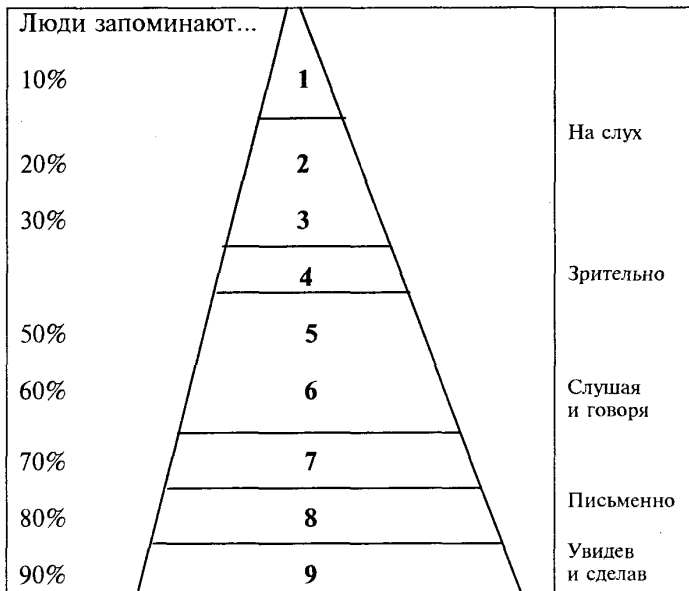 Люди запоминают...
10%
1
На слух
20%
2
30%
3
4
Зрительно
50%
5
60%
6
Слушая
и говоря
70%
7
80%
8
Письменно
90%
9
Увидев
и сделав